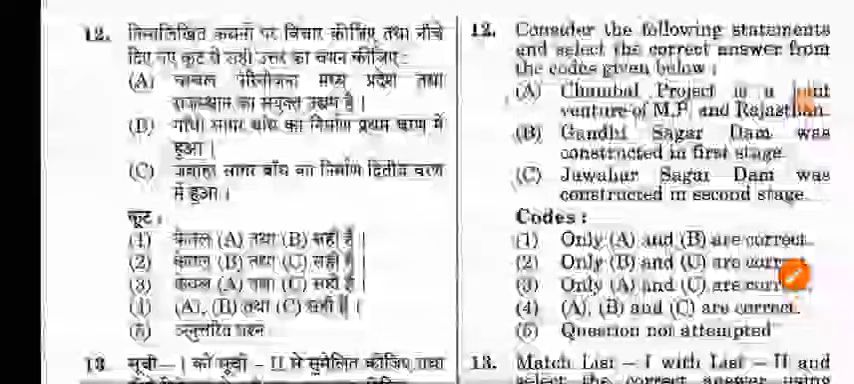 12. निम्नलिखित कथनों पर विचार कीजिए तथा नीचे
दिए गए कूट से सही उत्तर का चयन कीजिए :
(A) चम्बल परियोजना मध्य प्रदेश तथा
राजस्थान का संयुक्त उद्यम है |
(B) गाँधी सागर बाँध का निर्माण प्रथम चरण में
हुआ |
(C) जवाहर सागर बाँध का निर्माण द्वितीय चरण
में हुआ |
कूट :
(1) केवल (A) तथा (B) सही हैं |
(2) केवल (B) तथा (C) सही हैं |
(3) केवल (A) तथा (C) सही हैं |
(4) (A), (B) तथा (C) सही हैं |
(5) अनुत्तरित प्रश्न
13. सूची – I को सूची – II से सुमेलित कीजिए तथा
12. Consider the following statements
and select the correct answer from
the codes given below :
(A) Chambal Project is a joint
venture of M.P. and Rajasthan.
(B) Gandhi Sagar Dam was
constructed in first stage.
(C) Jawahar Sagar Dam was
constructed in second stage.
Codes :
(1) Only (A) and (B) are correct.
(2) Only (B) and (C) are
(3) Only (A) and (C) are
(4) (A), (B) and (C) are correct.
(5) Question not attempted
13. Match List – I with List – II and
select the correct answer using